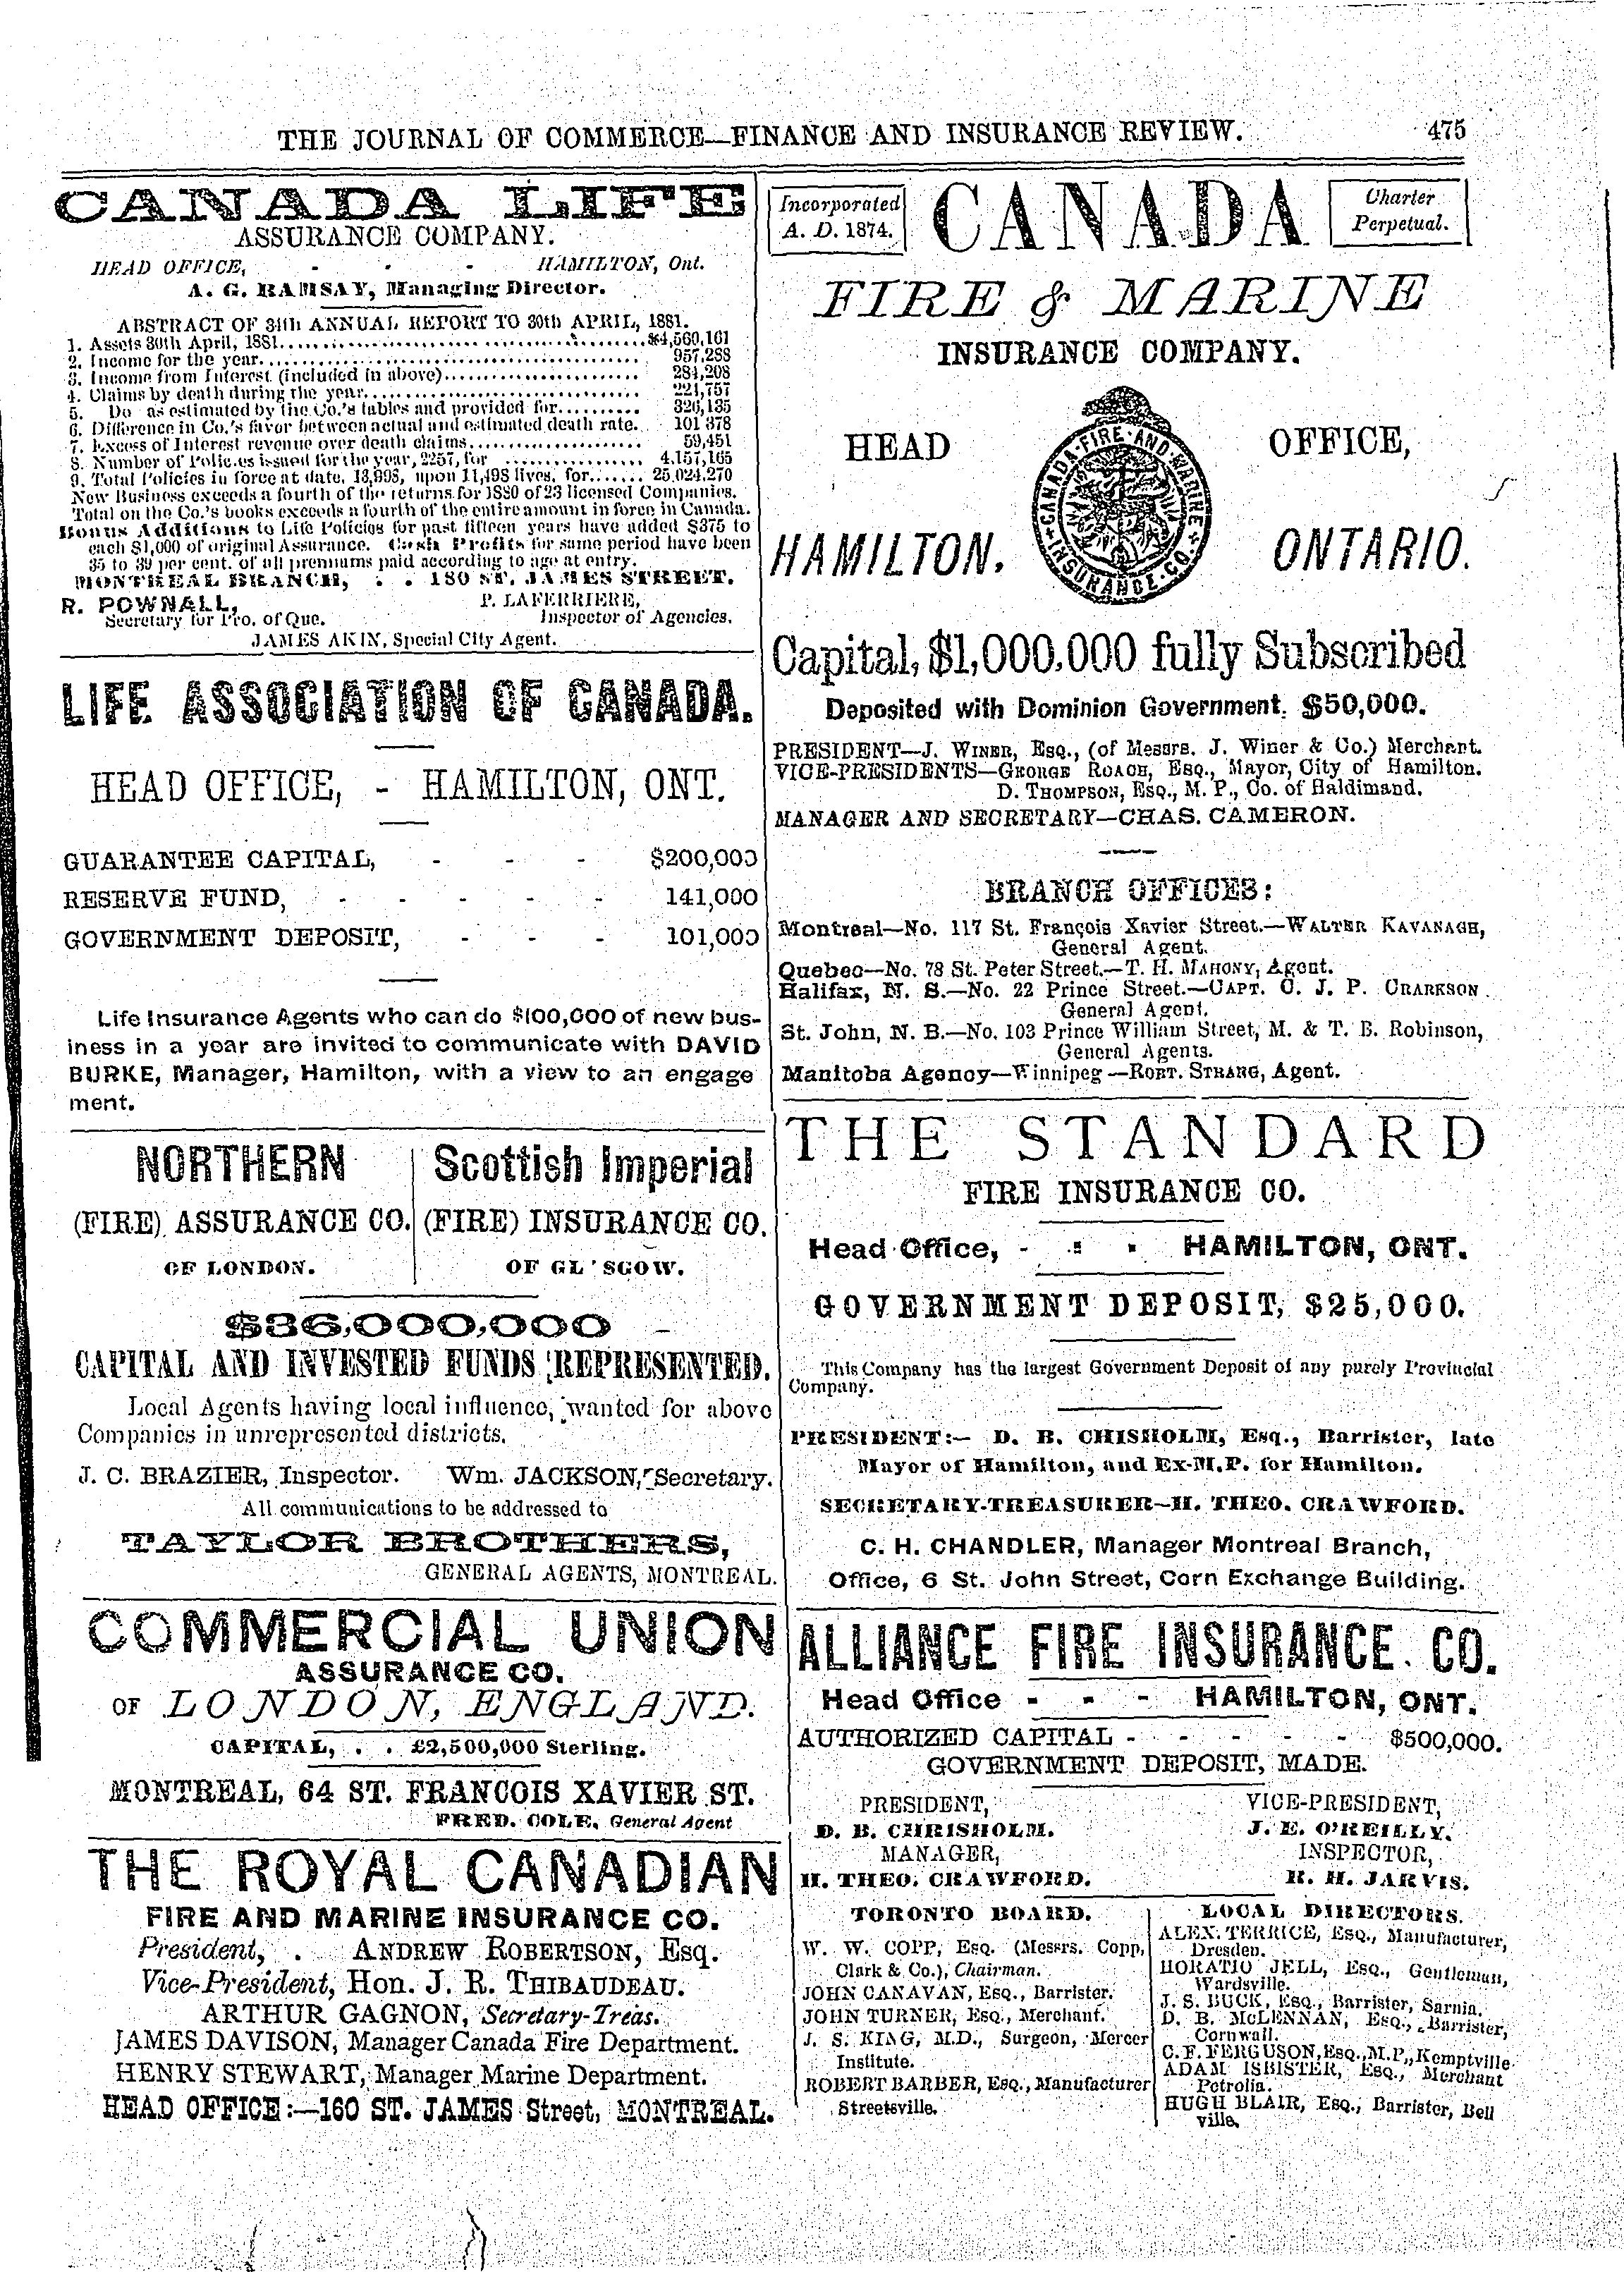 THE JOURNAL OF COMMERCE—FINANCE AND INSURANCE REVIEW. 475
CANADA LIFE
ASSURANCE COMPANY.
HEAD OFFICE, - - - HAMILTON, Ont.
A. G. RAMSAY, Managing Director.
ABSTRACT OF 34th ANNUAL REPORT TO 30th APRIL, 1881.
1. Assets 30th April, 1881. $4,560,161
2. Income for the year. 957,288
3. Income from Interest (included in above) 284,208
4. Claims by death during the year. 221,757
5. Do as estimated by the Co.'s tables and provided for. 326,135
6. Difference in Co.'s favor between actual and estimated death rate. 101 378
7. Excess of Interest revenue over death claims. 59,451
8. Number of Policies issued for the year, 2257, for 4,157,165
9. Total Policies in force at date, 13,993, upon 11,498 lives, for 25,024,270
New Business exceeds a fourth of the returns for 1880 of 23 licensed Companies.
Total on the Co.'s books exceeds a fourth of the entire amount in force in Canada.
Bonus Additions to Life Policies for past fifteen years have added $375 to
each $1,000 of original Assurance. Cash Profits for same period have been
35 to 39 per cent. of all premiums paid according to age at entry.
MONTREAL BRANCH, . . 180 ST. JAMES STREET.
R. POWNALL, P. LAFERRIERE,
Secretary for Pro. of Que. Inspector of Agencies.
JAMES AKIN, Special City Agent.
LIFE ASSOCIATION OF CANADA.
HEAD OFFICE, - HAMILTON, ONT.
GUARANTEE CAPITAL, - - - $200,000
RESERVE FUND, - - - - - 141,000
GOVERNMENT DEPOSIT, - - - 101,000
Life Insurance Agents who can do $100,000 of new bus-
iness in a year are invited to communicate with DAVID
BURKE, Manager, Hamilton, with a view to an engage
ment.
NORTHERN
(FIRE) ASSURANCE CO.
OF LONDON.
Scottish Imperial
(FIRE) INSURANCE CO.
OF GL'SGOW.
$36,000,000
CAPITAL AND INVESTED FUNDS REPRESENTED.
Local Agents having local influence, wanted for above
Companies in unrepresented districts.
J. C. BRAZIER, Inspector. Wm. JACKSON, Secretary.
All communications to be addressed to
TAYLOR BROTHERS,
GENERAL AGENTS, MONTREAL.
COMMERCIAL UNION
ASSURANCE CO.
OF LONDON, ENGLAND.
CAPITAL, . . £2,500,000 Sterling.
MONTREAL, 64 ST. FRANCOIS XAVIER ST.
FRED. COLE, General Agent
THE ROYAL CANADIAN
FIRE AND MARINE INSURANCE CO.
President, . ANDREW ROBERTSON, Esq.
Vice-President, Hon. J. R. THIBAUDEAU.
ARTHUR GAGNON, Secretary-Treas.
JAMES DAVISON, Manager Canada Fire Department.
HENRY STEWART, Manager Marine Department.
HEAD OFFICE:—160 ST. JAMES Street, MONTREAL.
Incorporated
A. D. 1874.
CANADA
Charter
Perpetual.
FIRE & MARINE
INSURANCE COMPANY.
HEAD OFFICE,
CANADA·FIRE·AND·MARINE·INSURANCE·CO.
HAMILTON. ONTARIO.
Capital, $1,000,000 fully Subscribed
Deposited with Dominion Government, $50,000.
PRESIDENT—J. WINER, ESQ., (of Messrs. J. Winer & Co.) Merchant.
VICE-PRESIDENTS—GEORGE ROACH, ESQ., Mayor, City of Hamilton.
D. THOMPSON, ESQ., M. P., Co. of Haldimand.
MANAGER AND SECRETARY—CHAS. CAMERON.
BRANCH OFFICES:
Montreal—No. 117 St. François Xavier Street.—WALTER KAVANAGH,
General Agent.
Quebec—No. 78 St. Peter Street.—T. H. MAHONY, Agent.
Halifax, N. S.—No. 22 Prince Street.—CAPT. C. J. P. CRARKSON
General Agent.
St. John, N. B.—No. 103 Prince William Street, M. & T. B. Robinson,
General Agents.
Manitoba Agency—Winnipeg—ROBT. STRANG, Agent.
THE STANDARD
FIRE INSURANCE CO.
Head Office, - - - HAMILTON, ONT.
GOVERNMENT DEPOSIT, $25,000.
This Company has the largest Government Deposit of any purely Provincial
Company.
PRESIDENT:— D. B. CHISHOLM, Esq., Barrister, late
Mayor of Hamilton, and Ex-M.P. for Hamilton.
SECRETARY-TREASURER—H. THEO. CRAWFORD.
C. H. CHANDLER, Manager Montreal Branch,
Office, 6 St. John Street, Corn Exchange Building.
ALLIANCE FIRE INSURANCE CO.
Head Office - - - HAMILTON, ONT.
AUTHORIZED CAPITAL - - - - - $500,000.
GOVERNMENT DEPOSIT, MADE.
PRESIDENT, VICE-PRESIDENT,
D. B. CHRISHOLM. J. E. O'REILLY.
MANAGER, INSPECTOR,
H. THEO. CRAWFORD. R. H. JARVIS.
TORONTO BOARD.
W. W. COPP, Esq. (Messrs. Copp,
Clark & Co.), Chairman.
JOHN CANAVAN, Esq., Barrister.
JOHN TURNER, Esq., Merchant.
J. S. KING, M.D., Surgeon, Mercer
Institute.
ROBERT BARBER, Esq., Manufacturer
Streetsville.
LOCAL DIRECTORS.
ALEX. TERRICE, Esq., Manufacturer,
Dresden.
HORATIO JELL, Esq., Gentleman,
Wardsville.
J. S. BUCK, Esq., Barrister, Sarnia.
D. B. McLENNAN, Esq., Barrister,
Cornwall.
C. F. FERGUSON, Esq., M.P., Kemptville
ADAM ISBISTER, Esq., Merchant
Petrolia.
HUGH BLAIR, Esq., Barrister, Bell
ville.